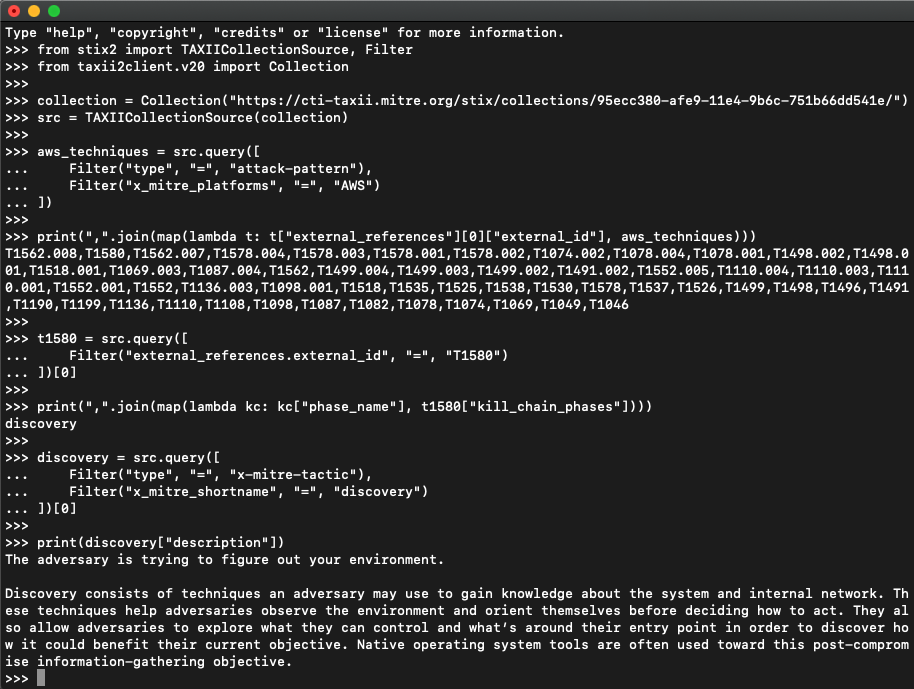 Type "help", "copyright", "credits" or "license" for more information.
>>> from stix2 import TAXIICollectionSource, Filter
>>> from taxii2client.v20 import Collection
>>>
>>> collection = Collection("https://cti-taxii.mitre.org/stix/collections/95ecc380-afe9-11e4-9b6c-751b66dd541e/")
>>> src = TAXIICollectionSource(collection)
>>>
>>> aws_techniques = src.query([
...     Filter("type", "=", "attack-pattern"),
...     Filter("x_mitre_platforms", "=", "AWS")
... ])
>>>
>>> print(",".join(map(lambda t: t["external_references"][0]["external_id"], aws_techniques)))
T1562.008,T1580,T1562.007,T1578.004,T1578.003,T1578.001,T1578.002,T1074.002,T1078.004,T1078.001,T1498.002,T1498.0
01,T1518.001,T1069.003,T1087.004,T1562,T1499.004,T1499.003,T1499.002,T1491.002,T1552.005,T1110.004,T1110.003,T111
0.001,T1552.001,T1552,T1136.003,T1098.001,T1518,T1535,T1525,T1538,T1530,T1578,T1537,T1526,T1499,T1498,T1496,T1491
,T1190,T1199,T1136,T1110,T1108,T1098,T1087,T1082,T1078,T1074,T1069,T1049,T1046
>>>
>>> t1580 = src.query([
...     Filter("external_references.external_id", "=", "T1580")
... ])[0]
>>>
>>> print(",".join(map(lambda kc: kc["phase_name"], t1580["kill_chain_phases"])))
discovery
>>>
>>> discovery = src.query([
...     Filter("type", "=", "x-mitre-tactic"),
...     Filter("x_mitre_shortname", "=", "discovery")
... ])[0]
>>>
>>> print(discovery["description"])
The adversary is trying to figure out your environment.

Discovery consists of techniques an adversary may use to gain knowledge about the system and internal network. Th
ese techniques help adversaries observe the environment and orient themselves before deciding how to act. They al
so allow adversaries to explore what they can control and what's around their entry point in order to discover ho
w it could benefit their current objective. Native operating system tools are often used toward this post-comprom
ise information-gathering objective.
>>>